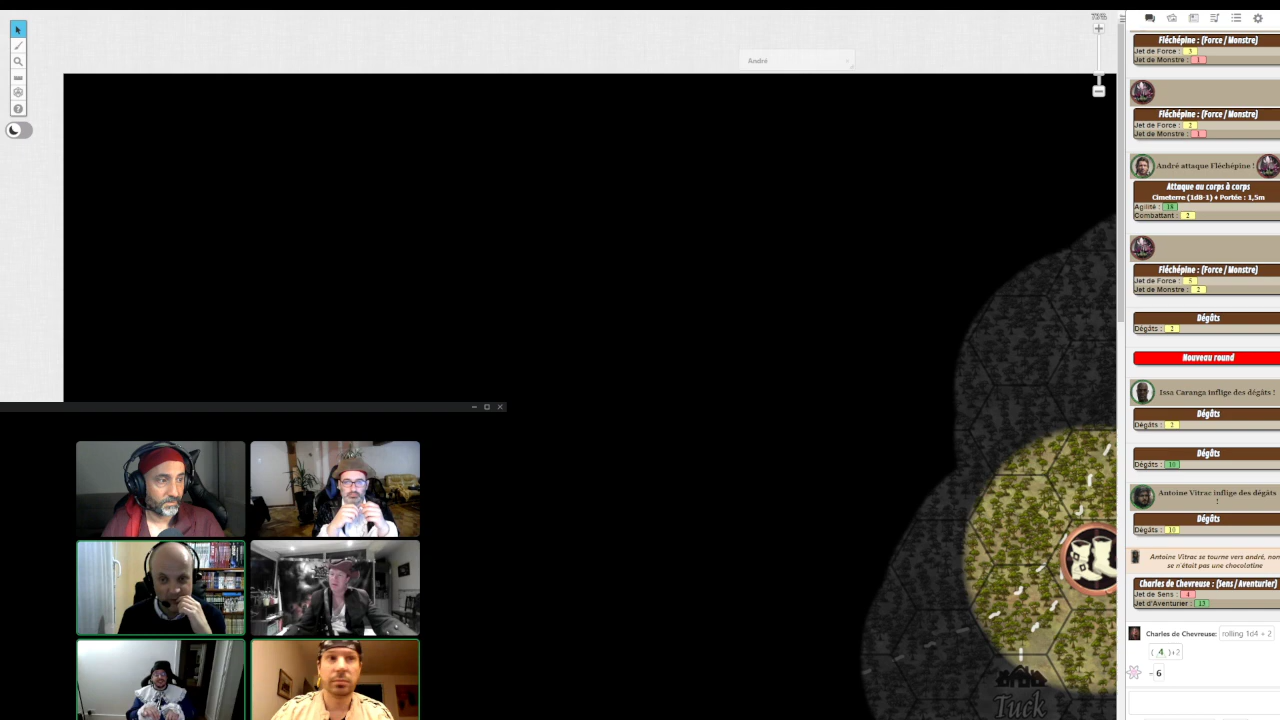 André
Fléchépine : (Force / Monstre)
Jet de Force : 3
Jet de Monstre : 1
Fléchépine : (Force / Monstre)
Jet de Force : 2
Jet de Monstre : 1
André attaque Fléchépine !
Attaque au corps à corps
Cimeterre (1d8-1) ♦ Portée : 1,5m
Agilité : 18
Combattant : 2
Fléchépine : (Force / Monstre)
Jet de Force : 5
Jet de Monstre : 2
Dégâts
Dégâts : 2
Nouveau round
Issa Caranga inflige des dégâts !
Dégâts
Dégâts : 2
Dégâts
Dégâts : 10
Antoine Vitrac inflige des dégâts
!
Dégâts
Dégâts : 10
Antoine Vitrac se tourne vers andré, non
se n'était pas une chocolatine
Charles de Chevreuse : (Sens / Aventurier)
Jet de Sens : 4
Jet d'Aventurier : 13
Charles de Chevreuse: rolling 1d4 + 2
( 4 )+2
= 6
Tuck